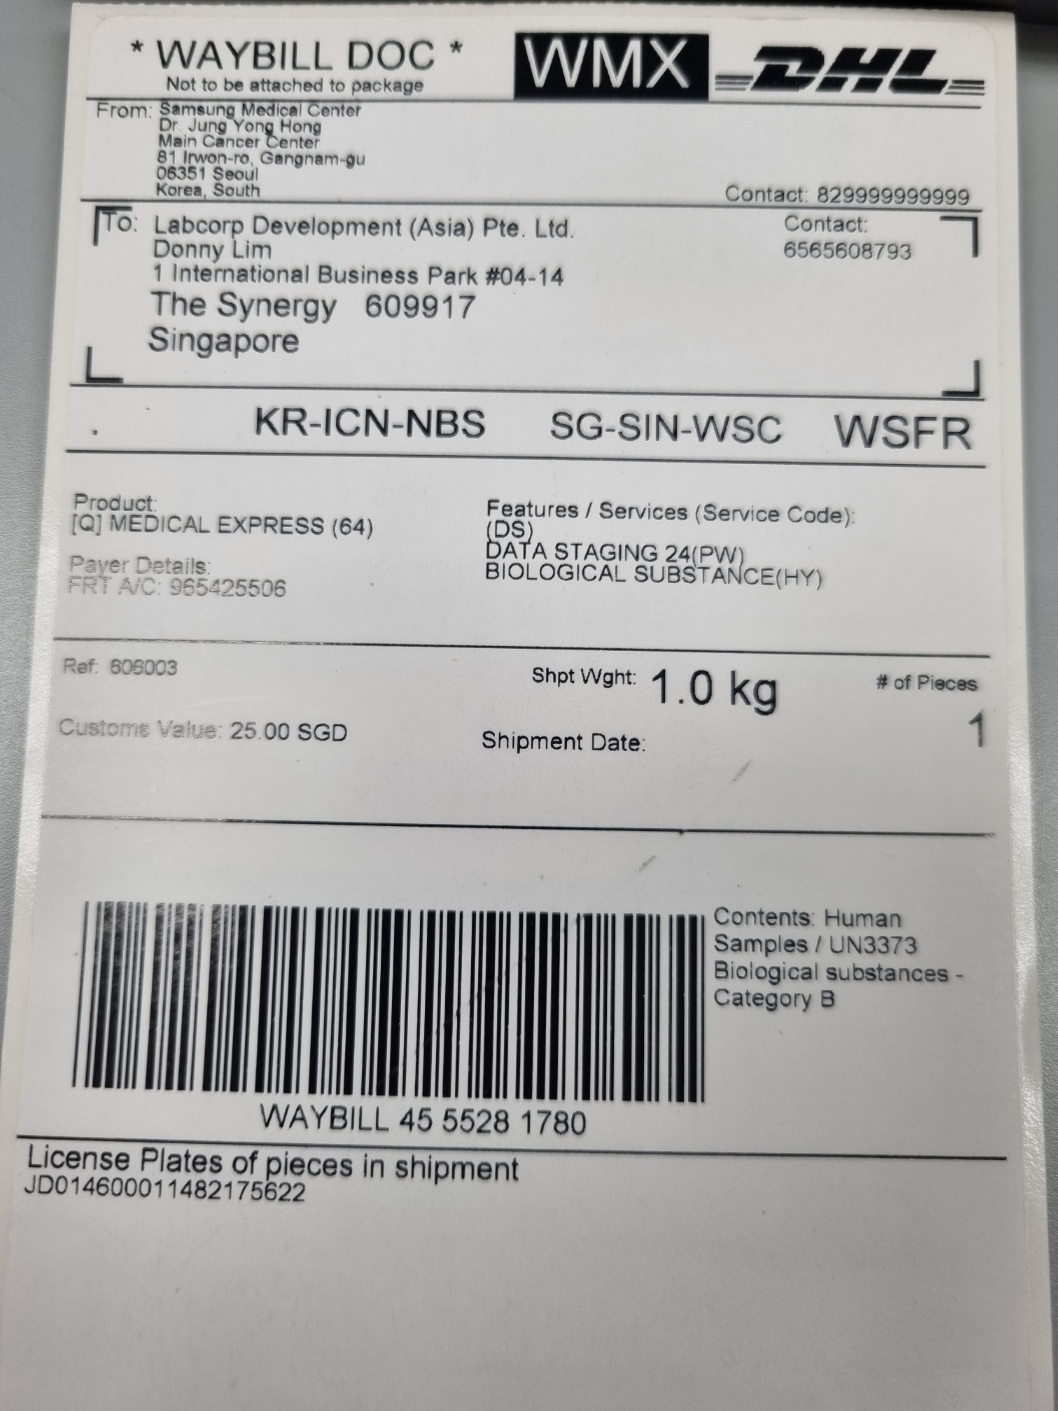 * WAYBILL DOC *
Not to be attached to package
WMX
DHL
From: Samsung Medical Center
Dr. Jung Yong Hong
Main Cancer Center
81 Irwon-ro, Gangnam-gu
06351 Seoul
Korea, South
Contact: 829999999999
To: Labcorp Development (Asia) Pte. Ltd.
Donny Lim
1 International Business Park #04-14
The Synergy 609917
Singapore
Contact:
6565608793
KR-ICN-NBS SG-SIN-WSC WSFR
Product:
[Q] MEDICAL EXPRESS (64)
Payer Details:
FRT A/C: 965425506
Features / Services (Service Code):
(DS)
DATA STAGING 24(PW)
BIOLOGICAL SUBSTANCE(HY)
Ref: 606003
Shpt Wght: 1.0 kg
# of Pieces
1
Customs Value: 25.00 SGD
Shipment Date:
Contents: Human
Samples / UN3373
Biological substances -
Category B
WAYBILL 45 5528 1780
License Plates of pieces in shipment
JD014600011482175622